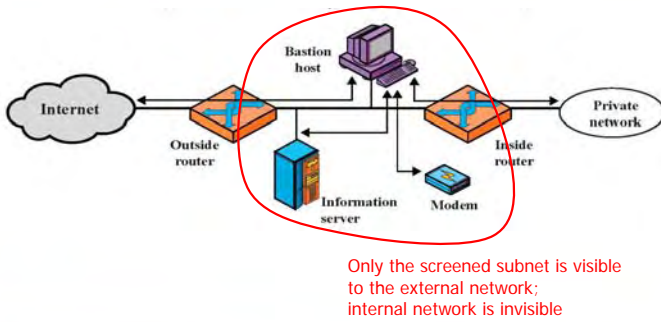 Bastion
host
Internet
Private
network
Outside
router
Inside
router
Information
server
Modem
Only the screened subnet is visible
to the external network;
internal network is invisible